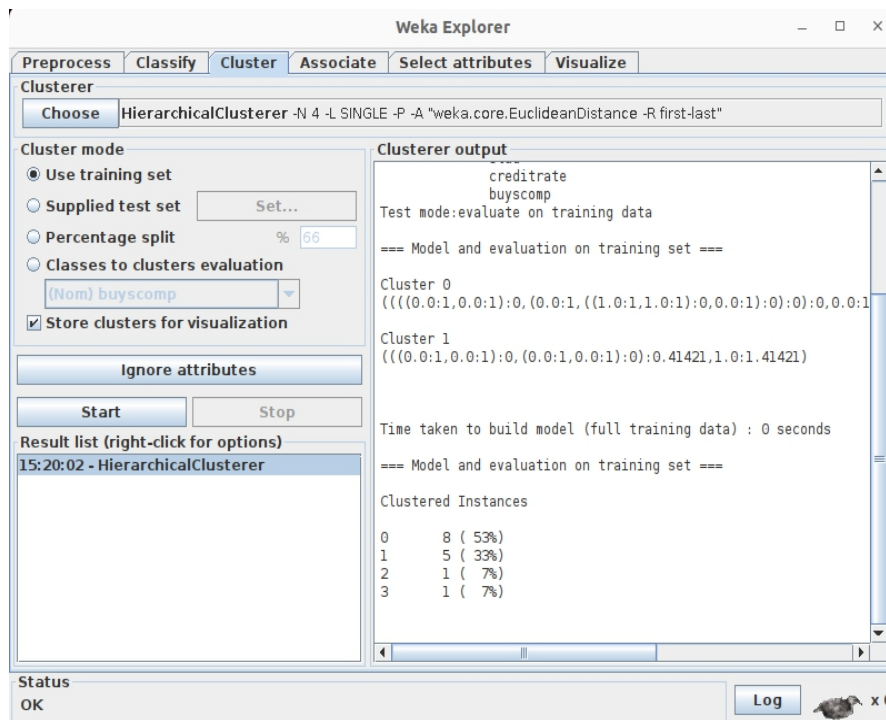 Weka Explorer
Preprocess Classify Cluster Associate Select attributes Visualize
Clusterer
Choose HierarchicalClusterer -N 4 -L SINGLE -P -A "weka.core.EuclideanDistance -R first-last"
Cluster mode
Use training set
Supplied test set Set...
Percentage split % 66
Classes to clusters evaluation
(Nom) buyscomp
Store clusters for visualization
Ignore attributes
Start Stop
Result list (right-click for options)
15:20:02 - HierarchicalClusterer
Clusterer output
creditrate
buyscomp
Test mode:evaluate on training data
=== Model and evaluation on training set ===
Cluster 0
((((0.0:1,0.0:1):0,(0.0:1,((1.0:1,1.0:1):0,0.0:1):0):0):0,0.0:1
Cluster 1
(((0.0:1,0.0:1):0,(0.0:1,0.0:1):0):0.41421,1.0:1.41421)
Time taken to build model (full training data) : 0 seconds
=== Model and evaluation on training set ===
Clustered Instances
0 8 ( 53%)
1 5 ( 33%)
2 1 ( 7%)
3 1 ( 7%)
Status
OK
Log
x